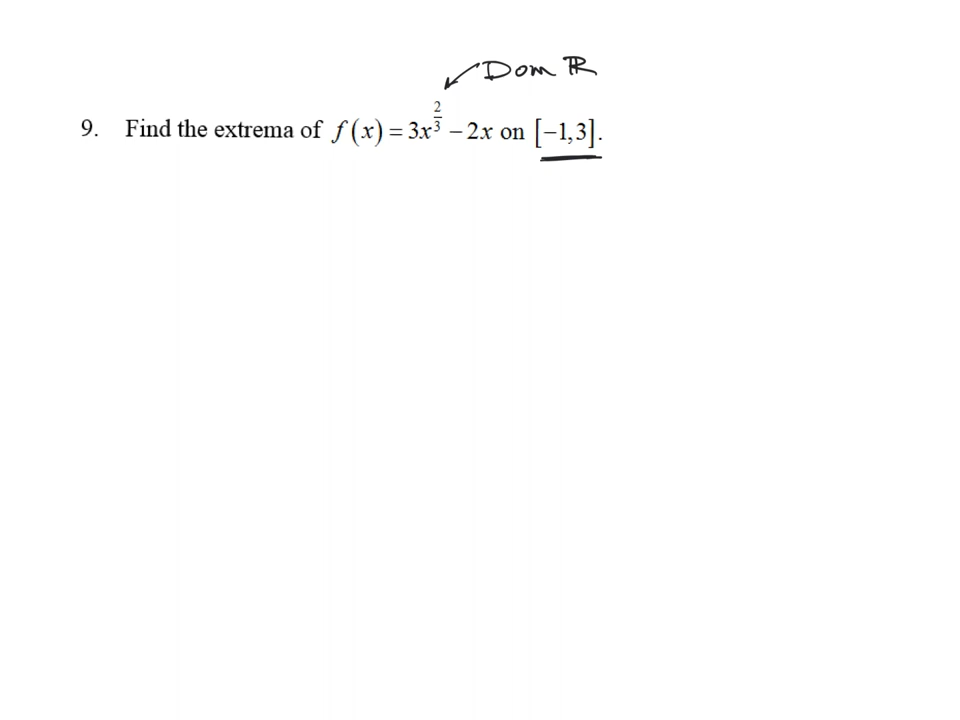 Dom ℝ
9. Find the extrema of f(x) = 3x^{2/3} − 2x on [−1,3].